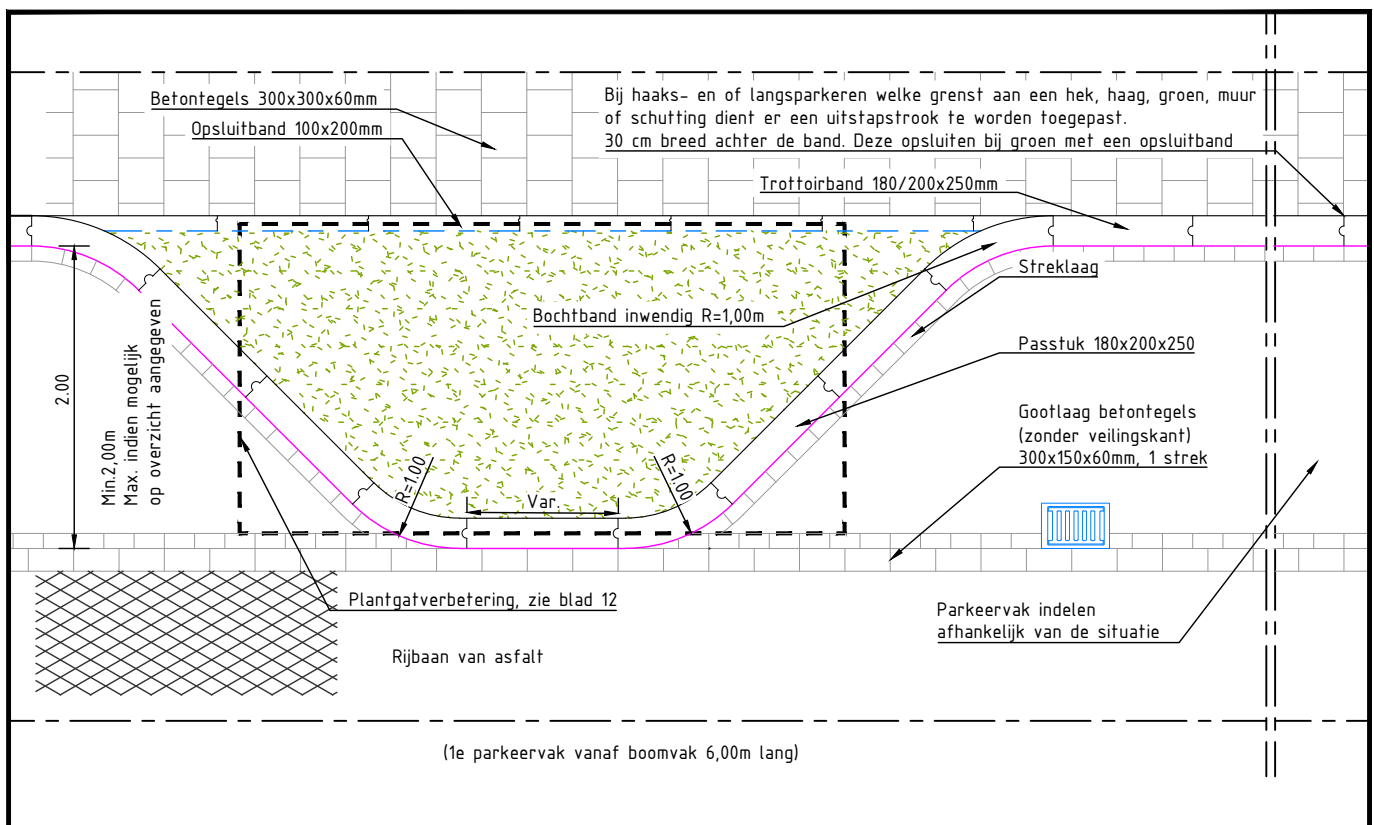 Betontegels 300x300x60mm
Opsluitband 100x200mm
Bij haaks- en of langsparkeren welke grenst aan een hek, haag, groen, muur
of schutting dient er een uitstapstrook te worden toegepast.
30 cm breed achter de band. Deze opsluiten bij groen met een opsluitband
Trottoirband 180/200x250mm
Streklaag
Bochtband inwendig R=1,00m
Passtuk 180x200x250
2.00
Min.2,00m
Max. indien mogelijk
op overzicht aangegeven
Gootlaag betontegels
(zonder veilingskant)
300x150x60mm, 1 strek
R=1.00
Var.
R=1.00
Plantgatverbetering, zie blad 12
Parkeervak indelen
afhankelijk van de situatie
Rijbaan van asfalt
(1e parkeervak vanaf boomvak 6,00m lang)